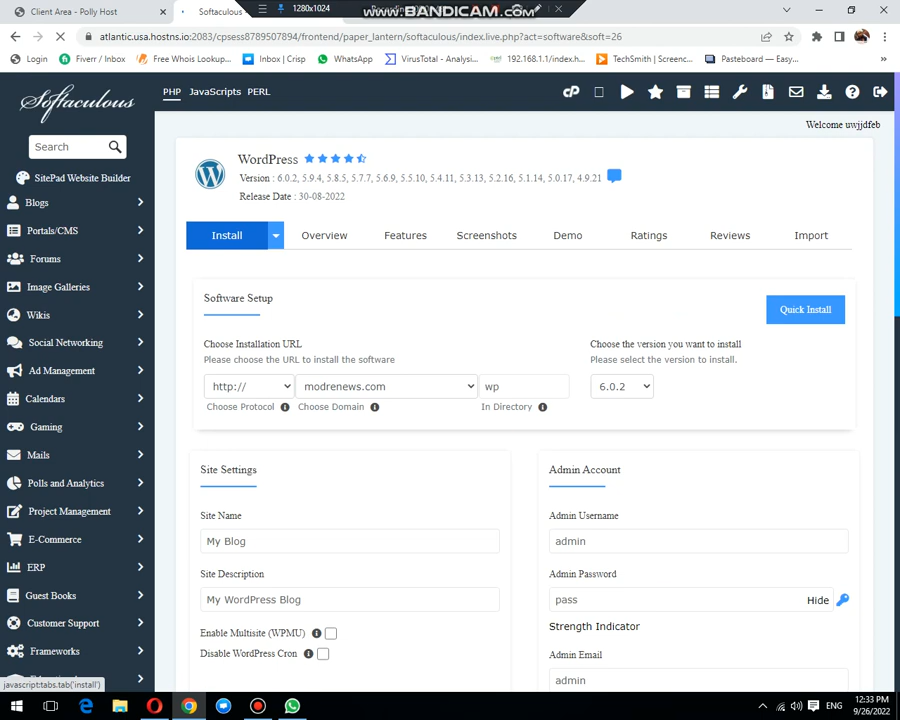 Client Area - Polly Host
Softaculous
1280x1024
www.BANDICAM.com
atlantic.usa.hostns.io:2083/cpsess8789507894/frontend/paper_lantern/softaculous/index.live.php?act=software&soft=26
Login
Fiverr / Inbox
Free Whois Lookup...
Inbox | Crisp
WhatsApp
VirusTotal - Analysi...
192.168.1.1/index.h...
TechSmith | Screenc...
Pasteboard — Easy...
Softaculous
PHP JavaScripts PERL
Welcome uwjjdfeb
Search
SitePad Website Builder
Blogs
Portals/CMS
Forums
Image Galleries
Wikis
Social Networking
Ad Management
Calendars
Gaming
Mails
Polls and Analytics
Project Management
E-Commerce
ERP
Guest Books
Customer Support
Frameworks
WordPress
Version : 6.0.2, 5.9.4, 5.8.5, 5.7.7, 5.6.9, 5.5.10, 5.4.11, 5.3.13, 5.2.16, 5.1.14, 5.0.17, 4.9.21
Release Date : 30-08-2022
Install Overview Features Screenshots Demo Ratings Reviews Import
Software Setup
Quick Install
Choose Installation URL
Please choose the URL to install the software
http:// modrenews.com wp
Choose Protocol Choose Domain In Directory
Choose the version you want to install
Please select the version to install.
6.0.2
Site Settings
Site Name
My Blog
Site Description
My WordPress Blog
Enable Multisite (WPMU)
Disable WordPress Cron
Admin Account
Admin Username
admin
Admin Password
pass Hide
Strength Indicator
Admin Email
admin
javascript:tabs.tab('install')
ENG
12:33 PM
9/26/2022